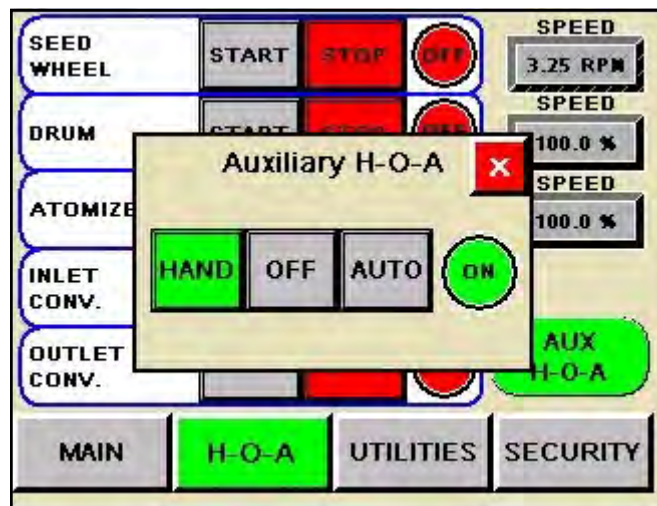 SEED
WHEEL
START
STOP
OFF
SPEED
3.25 RPM
DRUM
SPEED
100.0 %
Auxiliary H-O-A
X
ATOMIZE
SPEED
100.0 %
HAND
OFF
AUTO
ON
INLET
CONV.
OUTLET
CONV.
AUX
H-O-A
MAIN
H-O-A
UTILITIES
SECURITY